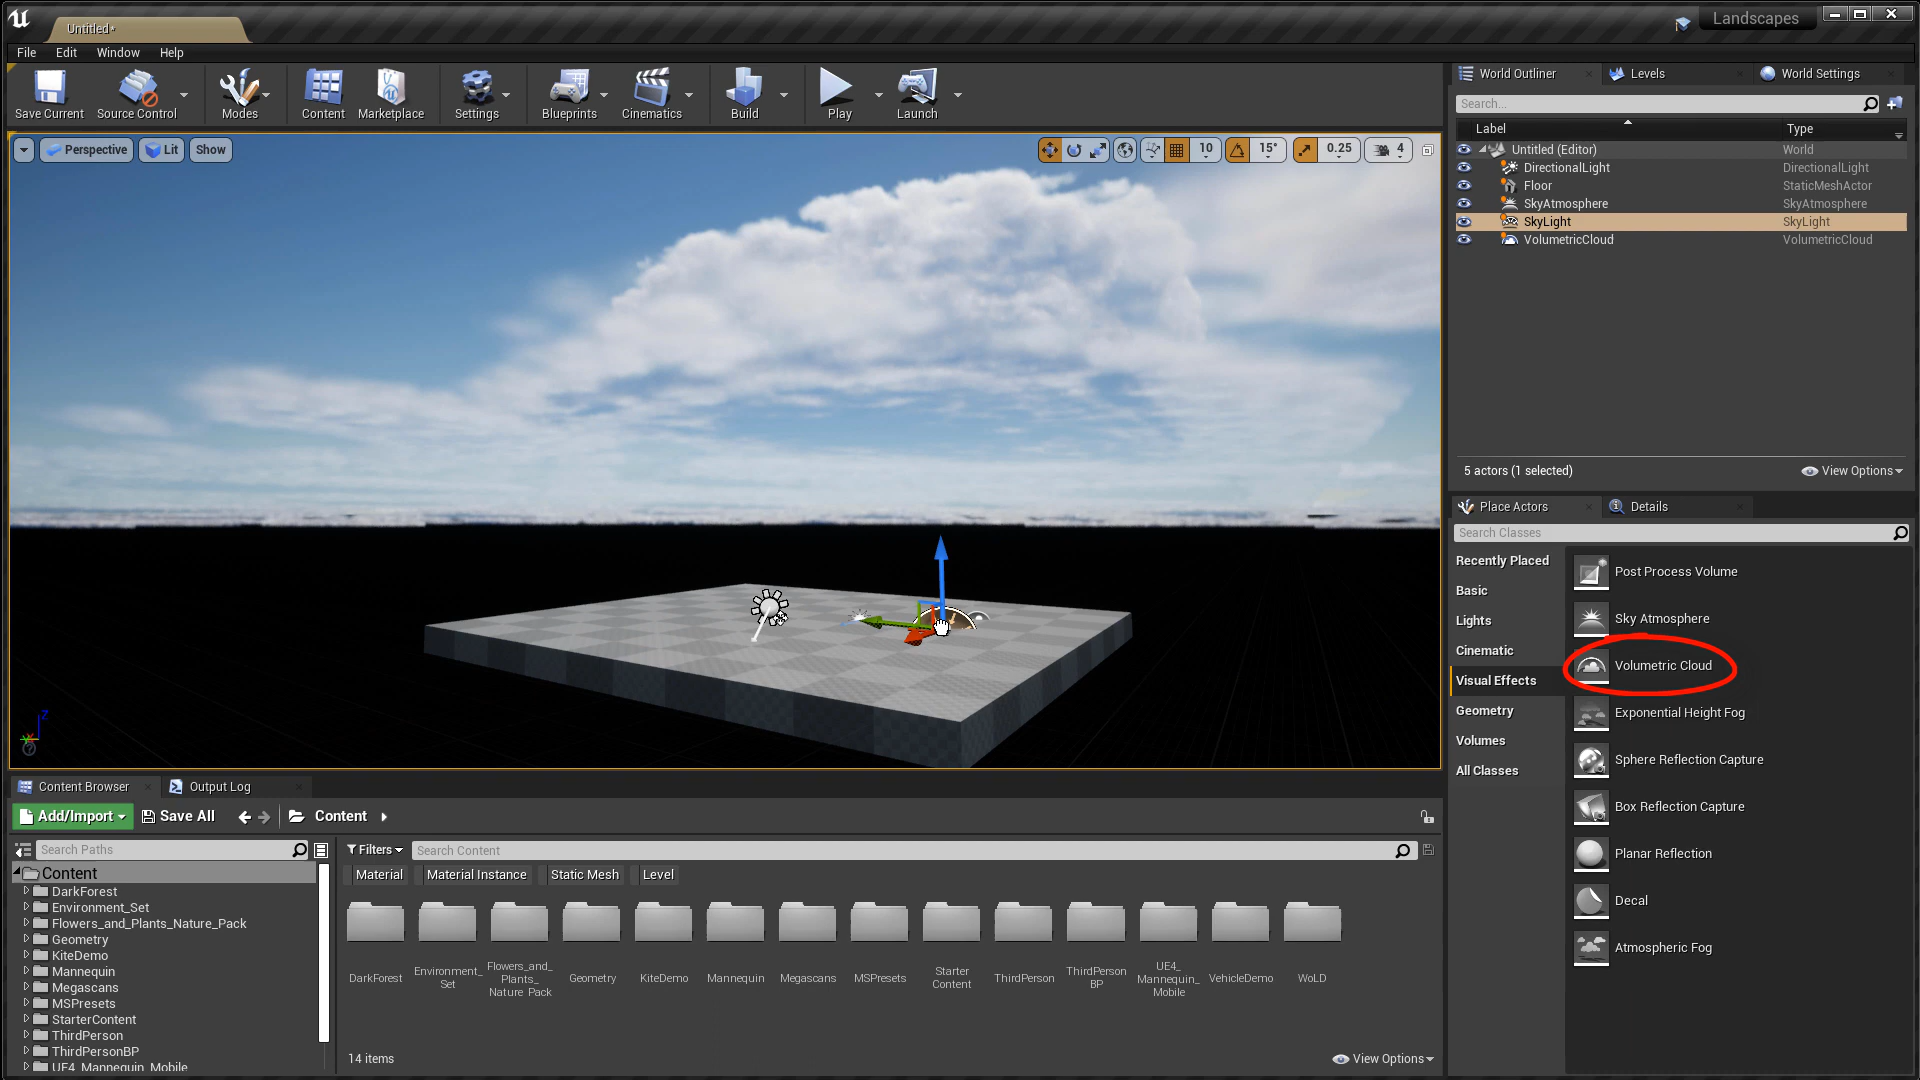 Untitled*
Landscapes
File Edit Window Help
Save Current
Source Control
Modes
Content
Marketplace
Settings
Blueprints
Cinematics
Build
Play
Launch
Perspective
Lit
Show
10
15°
0.25
4
Z
World Outliner
Levels
World Settings
Search...
Label Type
Untitled (Editor) World
DirectionalLight DirectionalLight
Floor StaticMeshActor
SkyAtmosphere SkyAtmosphere
SkyLight SkyLight
VolumetricCloud VolumetricCloud
5 actors (1 selected)
View Options
Place Actors
Details
Search Classes
Recently Placed
Basic
Lights
Cinematic
Visual Effects
Geometry
Volumes
All Classes
Post Process Volume
Sky Atmosphere
Volumetric Cloud
Exponential Height Fog
Sphere Reflection Capture
Box Reflection Capture
Planar Reflection
Decal
Atmospheric Fog
Content Browser
Output Log
Add/Import
Save All
Content
Search Paths
Content
DarkForest
Environment_Set
Flowers_and_Plants_Nature_Pack
Geometry
KiteDemo
Mannequin
Megascans
MSPresets
StarterContent
ThirdPerson
ThirdPersonBP
UE4_Mannequin_Mobile
Filters
Search Content
Material
Material Instance
Static Mesh
Level
DarkForest
Environment_
Set
Flowers_and_
Plants_
Nature_Pack
Geometry
KiteDemo
Mannequin
Megascans
MSPresets
Starter
Content
ThirdPerson
ThirdPerson
BP
UE4_
Mannequin_
Mobile
VehicleDemo
WoLD
14 items
View Options